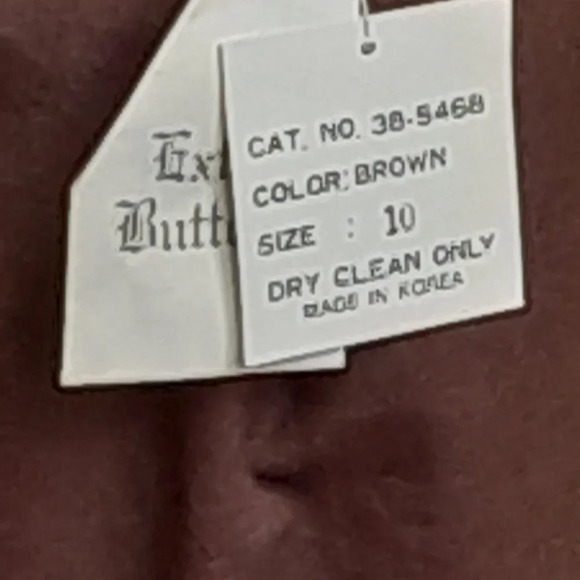 Ext
Butt
CAT. NO. 38-5468
COLOR: BROWN
SIZE : 10
DRY CLEAN ONLY
MADE IN KOREA